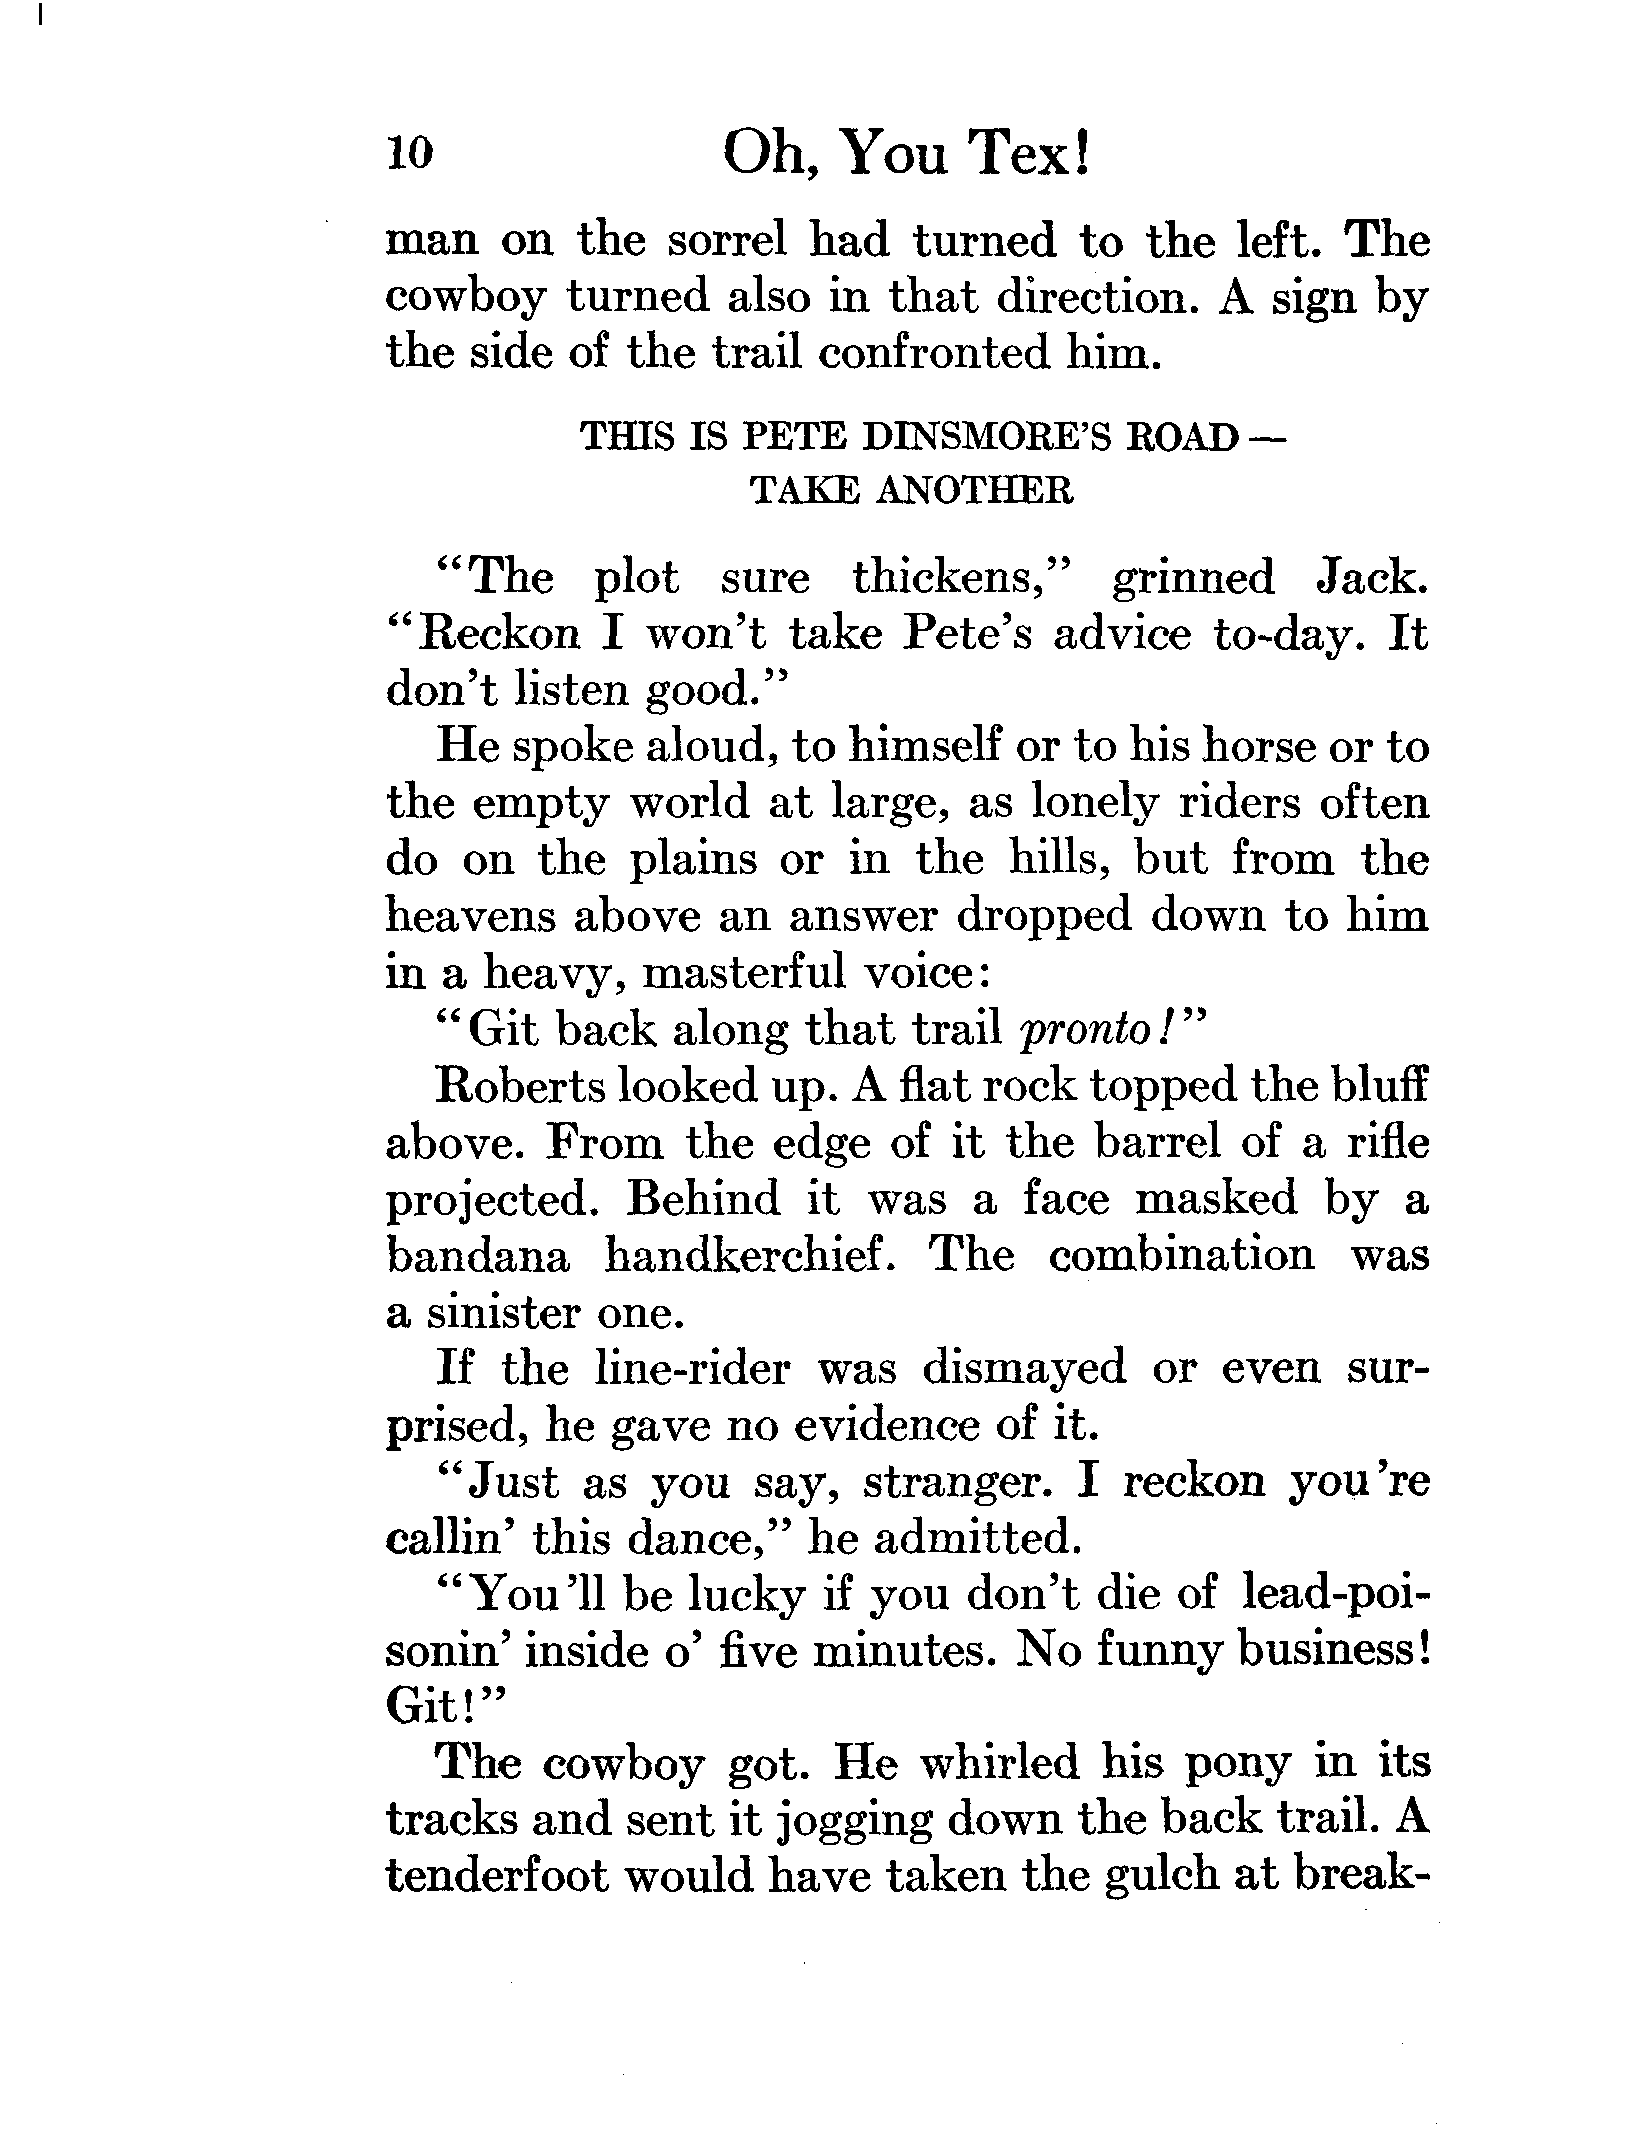 10 Oh, You Tex!
man on the sorrel had turned to the left. The
cowboy turned also in that direction. A sign by
the side of the trail confronted him.
THIS IS PETE DINSMORE'S ROAD —
TAKE ANOTHER
“The plot sure thickens,” grinned Jack.
“Reckon I won't take Pete's advice to-day. It
don't listen good.”
He spoke aloud, to himself or to his horse or to
the empty world at large, as lonely riders often
do on the plains or in the hills, but from the
heavens above an answer dropped down to him
in a heavy, masterful voice:
“Git back along that trail pronto!”
Roberts looked up. A flat rock topped the bluff
above. From the edge of it the barrel of a rifle
projected. Behind it was a face masked by a
bandana handkerchief. The combination was
a sinister one.
If the line-rider was dismayed or even sur-
prised, he gave no evidence of it.
“Just as you say, stranger. I reckon you 're
callin' this dance,” he admitted.
“You 'll be lucky if you don't die of lead-poi-
sonin' inside o' five minutes. No funny business!
Git!”
The cowboy got. He whirled his pony in its
tracks and sent it jogging down the back trail. A
tenderfoot would have taken the gulch at break-